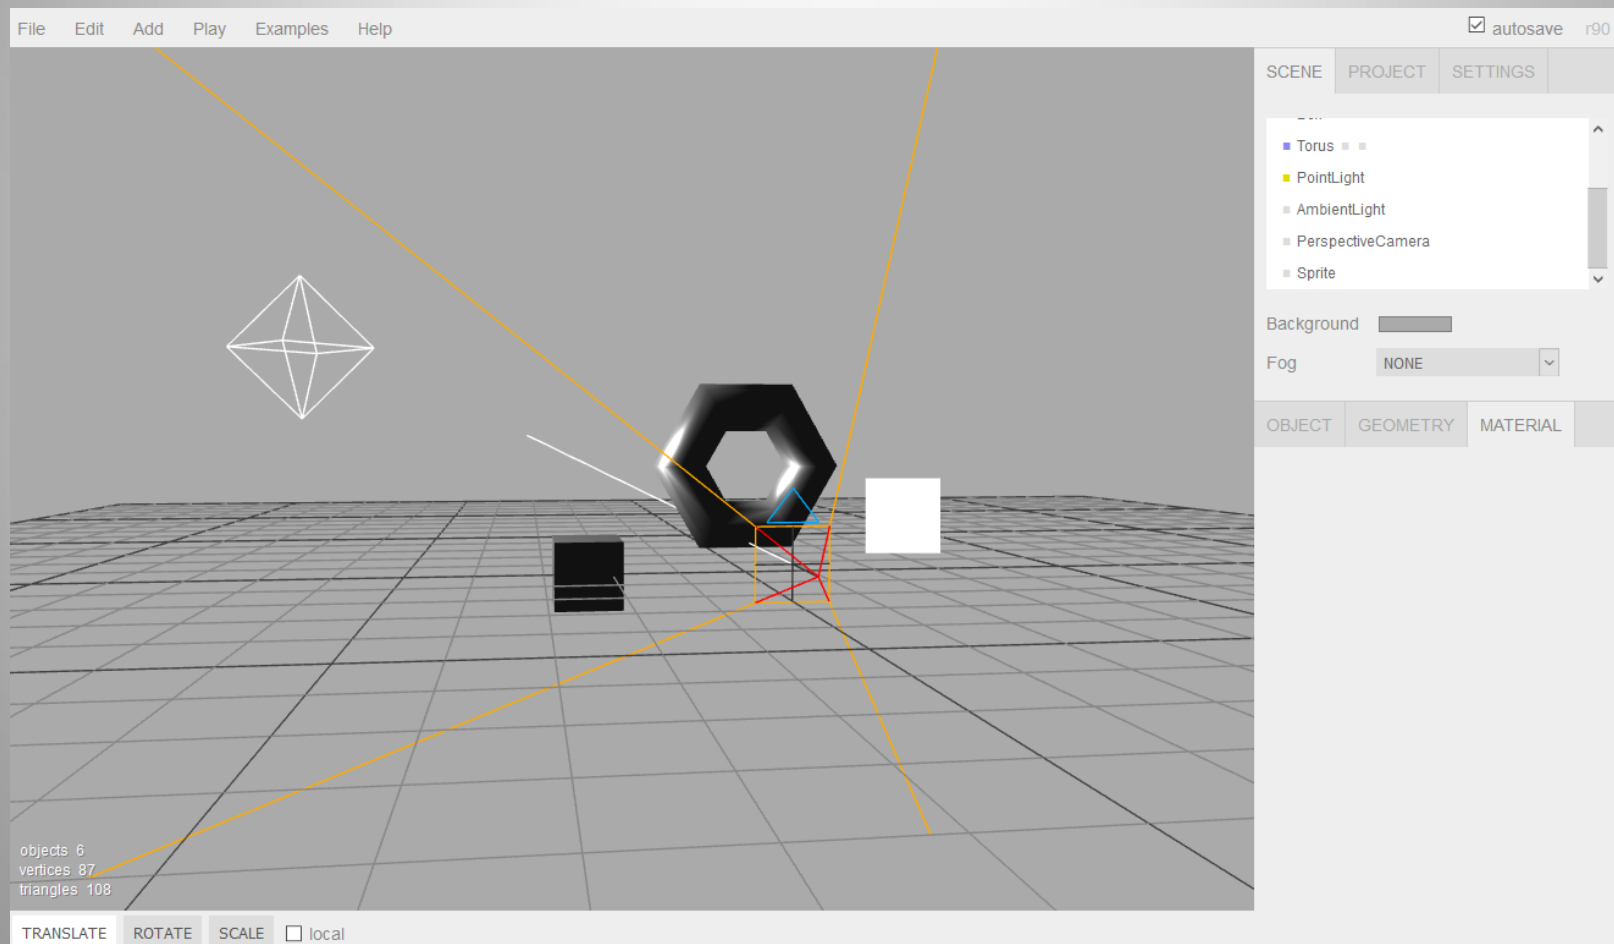 File Edit Add Play Examples Help autosave r90
SCENE PROJECT SETTINGS
Torus
PointLight
AmbientLight
PerspectiveCamera
Sprite
Background
Fog NONE
OBJECT GEOMETRY MATERIAL
objects 6
vertices 87
triangles 108
TRANSLATE ROTATE SCALE local